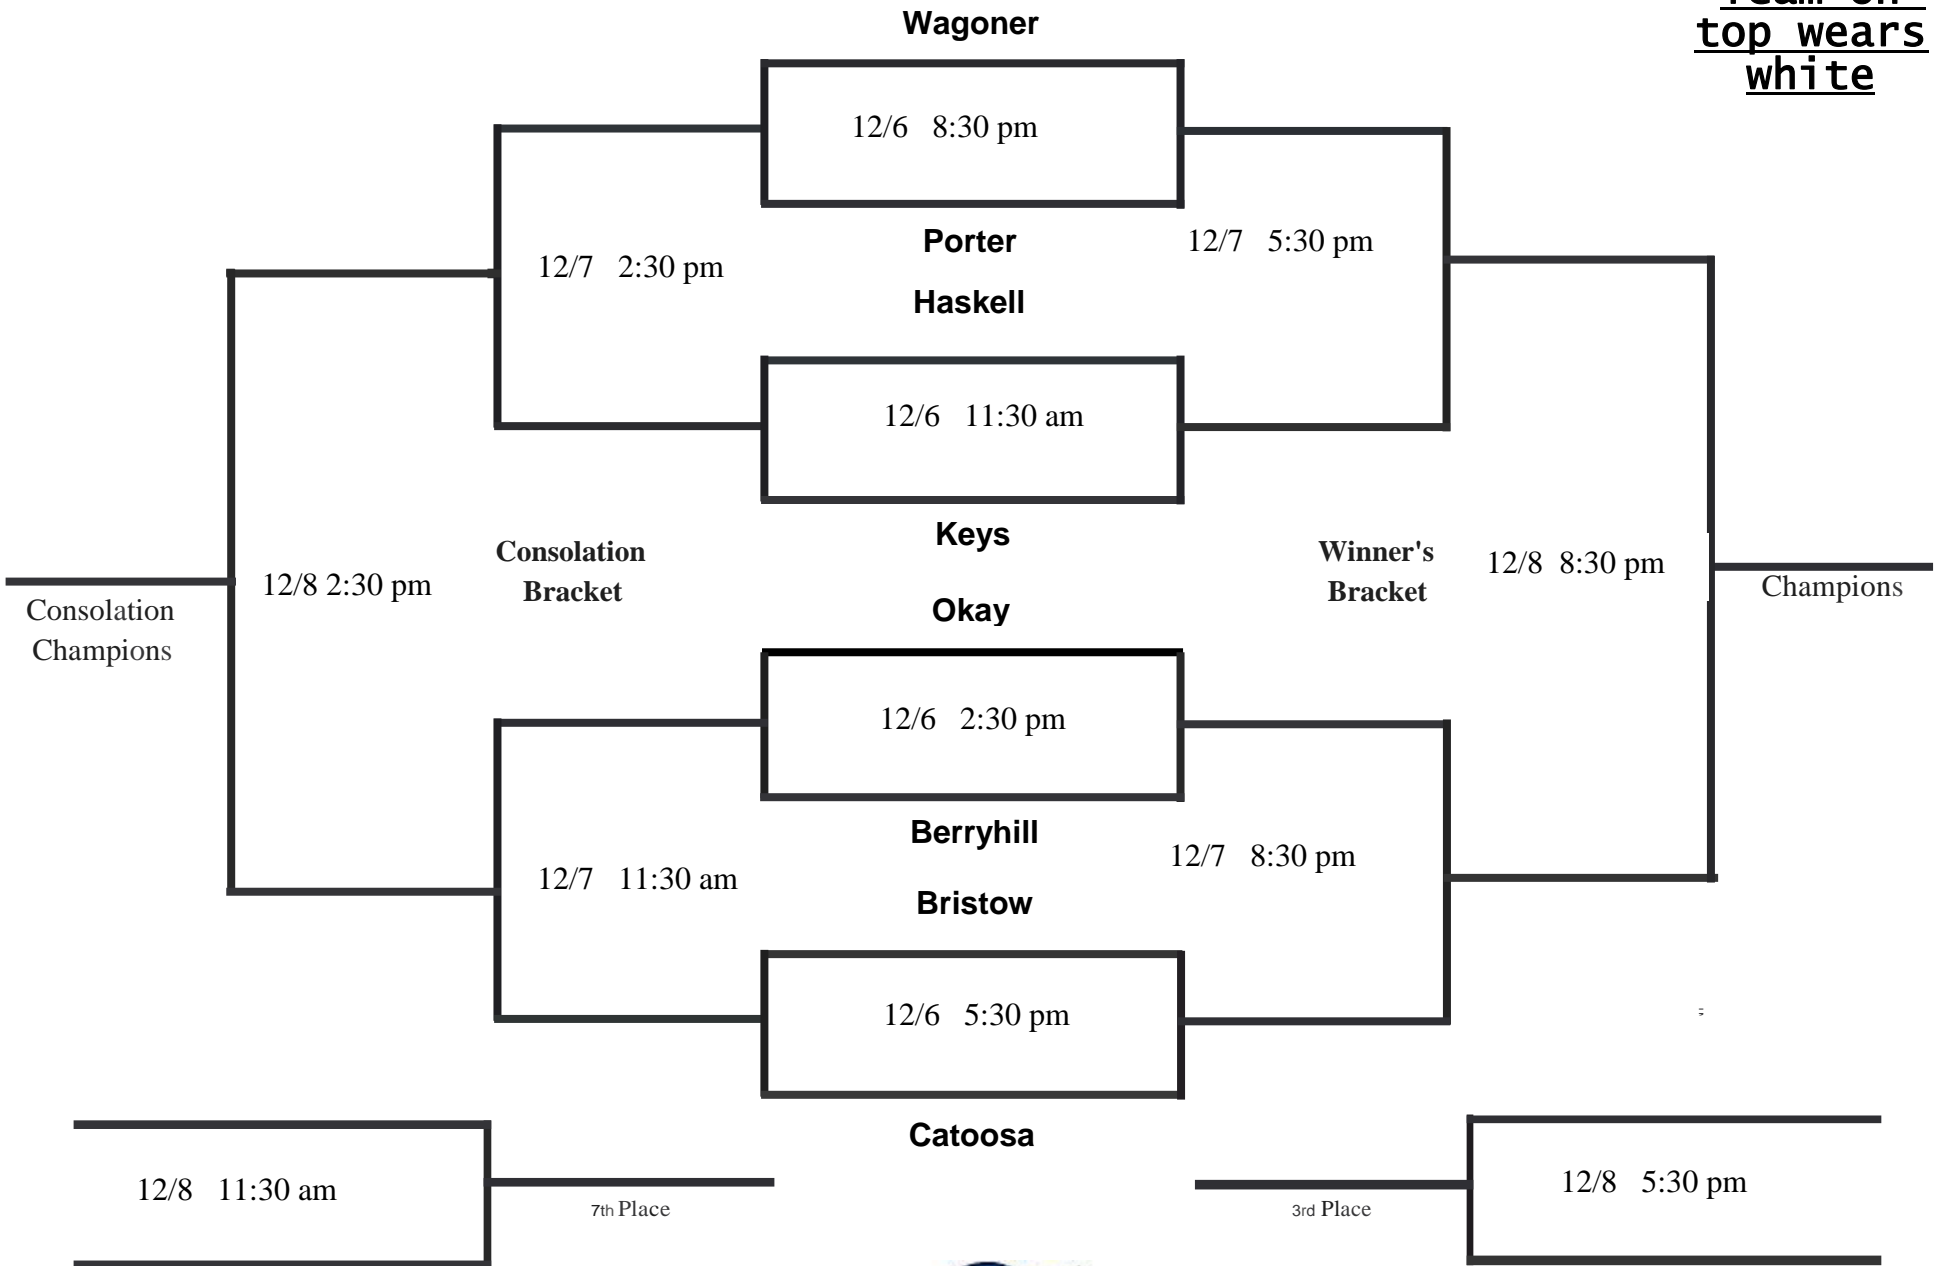 Wagoner
Team on
top wears
white
12/6 8:30 pm
Porter
12/7 5:30 pm
12/7 2:30 pm
Haskell
12/6 11:30 am
Keys
Consolation
Bracket
Winner's
Bracket
12/8 8:30 pm
12/8 2:30 pm
Champions
Consolation
Champions
Okay
12/6 2:30 pm
Berryhill
12/7 8:30 pm
12/7 11:30 am
Bristow
12/6 5:30 pm
Catoosa
12/8 11:30 am
7th Place
3rd Place
12/8 5:30 pm